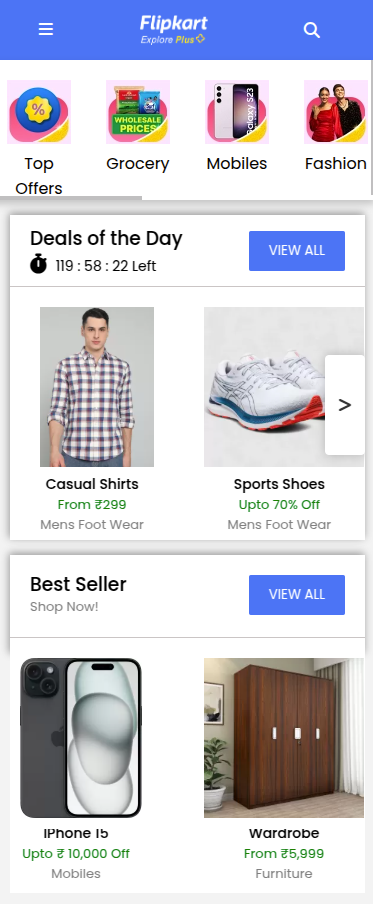 Flipkart
Explore Plus
%
WHOLESALE
PRICES
Galaxy S23
Top
Offers
Grocery
Mobiles
Fashion
Deals of the Day
119 : 58 : 22 Left
VIEW ALL
>
Casual Shirts
From ₹299
Mens Foot Wear
Sports Shoes
Upto 70% Off
Mens Foot Wear
Best Seller
Shop Now!
VIEW ALL
IPhone 15
Upto ₹ 10,000 Off
Mobiles
Wardrobe
From ₹5,999
Furniture